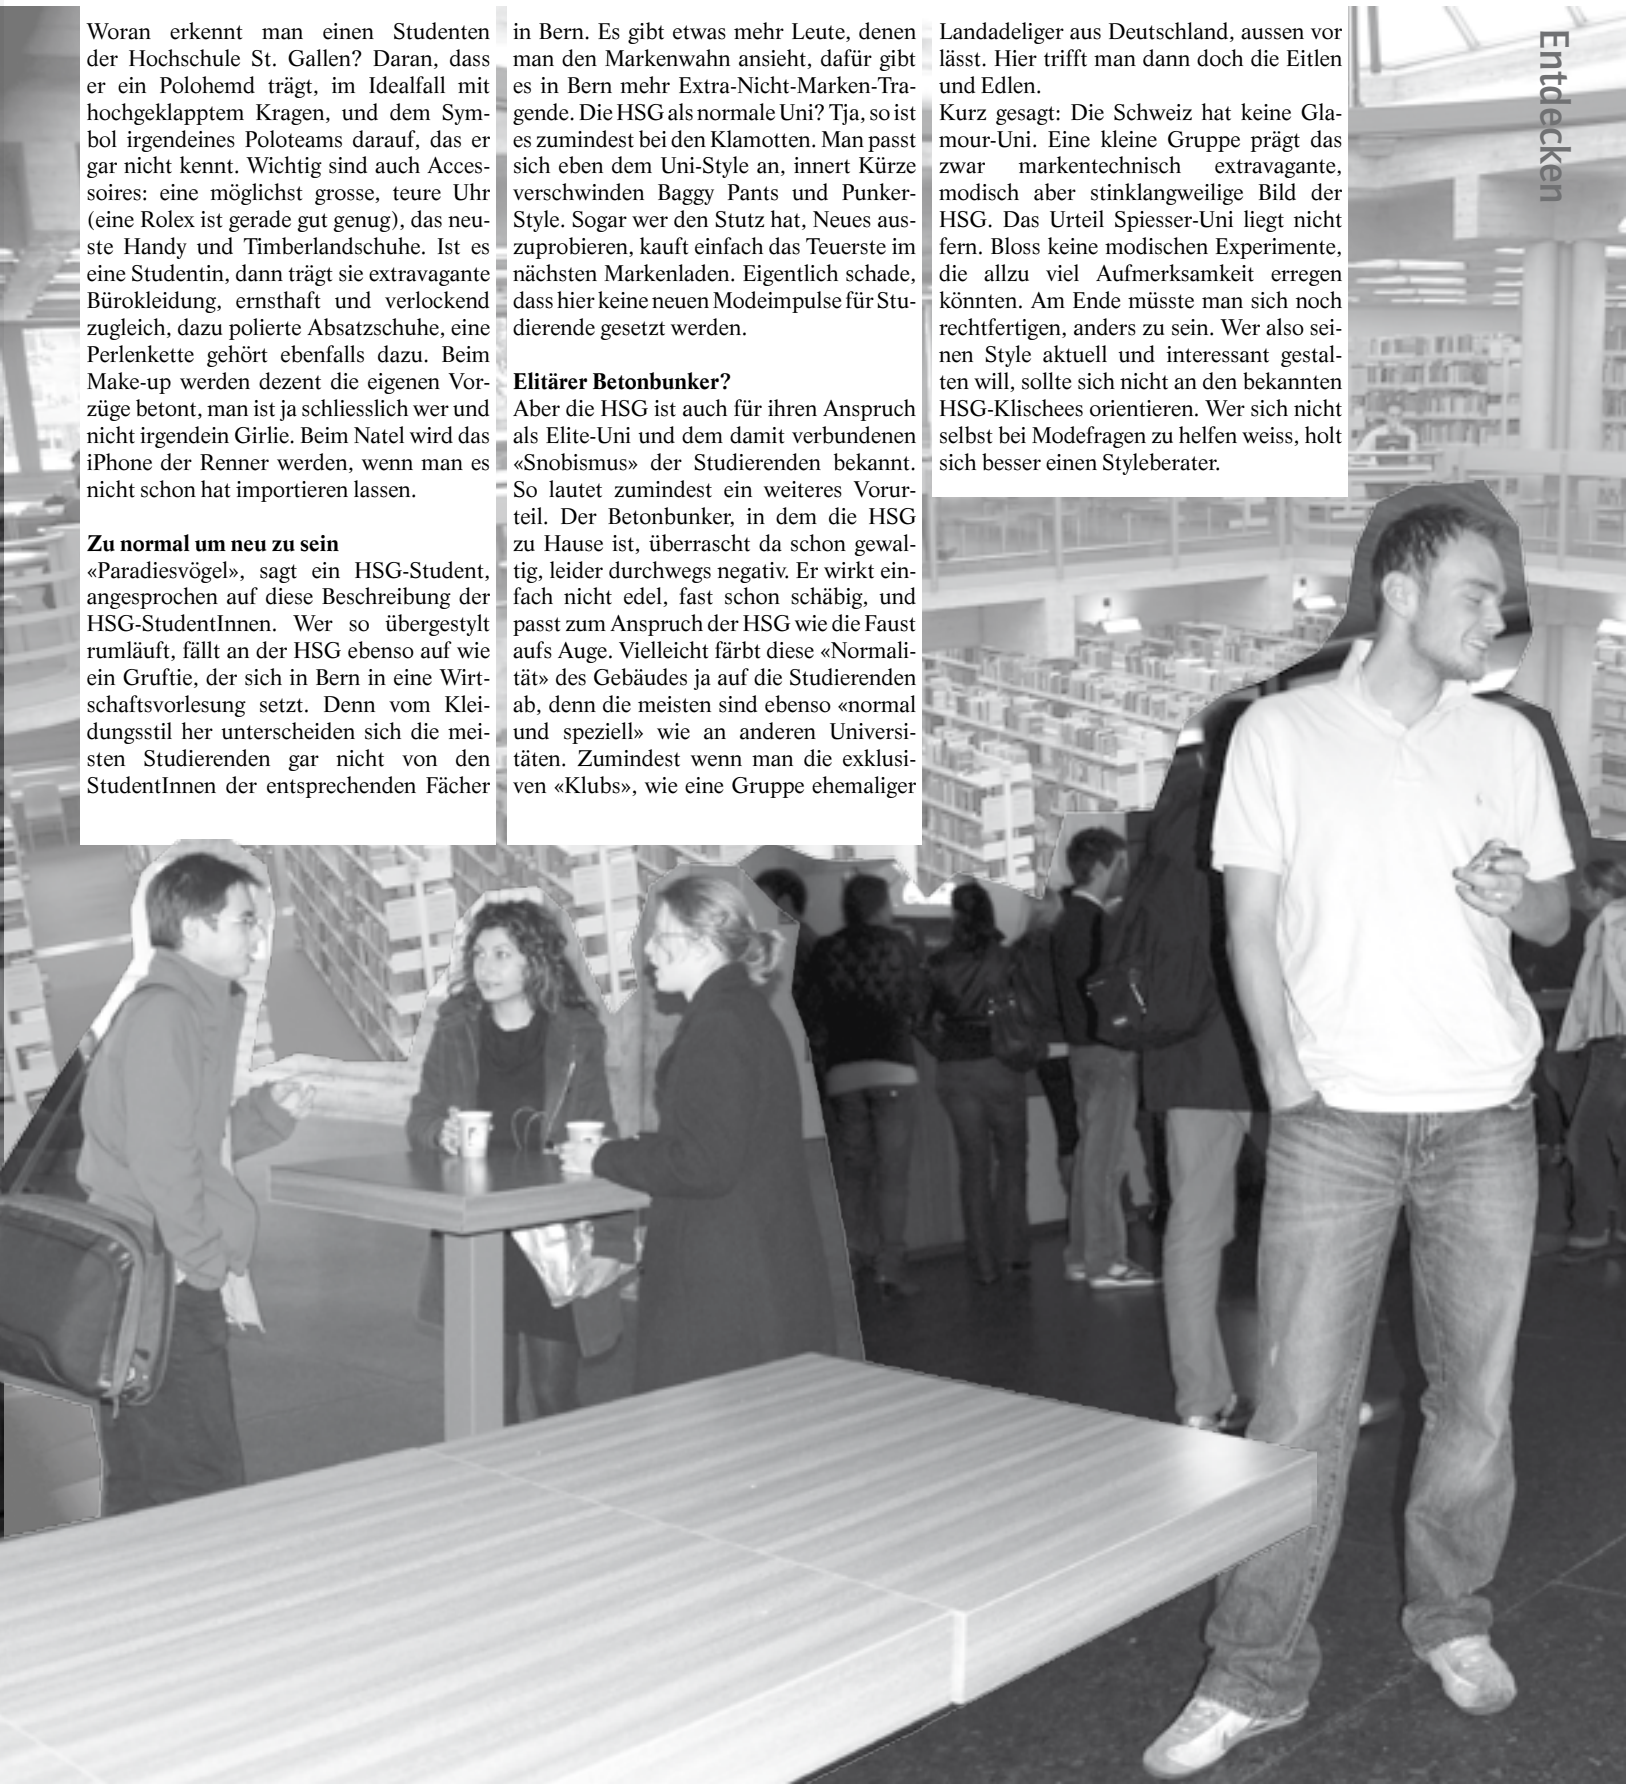 Woran erkennt man einen Studenten
der Hochschule St. Gallen? Daran, dass
er ein Polohemd trägt, im Idealfall mit
hochgeklapptem Kragen, und dem Sym-
bol irgendeines Poloteams darauf, das er
gar nicht kennt. Wichtig sind auch Acces-
soires: eine möglichst grosse, teure Uhr
(eine Rolex ist gerade gut genug), das neu-
ste Handy und Timberlandschuhe. Ist es
eine Studentin, dann trägt sie extravagante
Bürokleidung, ernsthaft und verlockend
zugleich, dazu polierte Absatzschuhe, eine
Perlenkette gehört ebenfalls dazu. Beim
Make-up werden dezent die eigenen Vor-
züge betont, man ist ja schliesslich wer und
nicht irgendein Girlie. Beim Natel wird das
iPhone der Renner werden, wenn man es
nicht schon hat importieren lassen.
Zu normal um neu zu sein
«Paradiesvögel», sagt ein HSG-Student,
angesprochen auf diese Beschreibung der
HSG-StudentInnen. Wer so übergestylt
rumläuft, fällt an der HSG ebenso auf wie
ein Gruftie, der sich in Bern in eine Wirt-
schaftsvorlesung setzt. Denn vom Klei-
dungsstil her unterscheiden sich die mei-
sten Studierenden gar nicht von den
StudentInnen der entsprechenden Fächer
in Bern. Es gibt etwas mehr Leute, denen
man den Markenwahn ansieht, dafür gibt
es in Bern mehr Extra-Nicht-Marken-Tra-
gende. Die HSG als normale Uni? Tja, so ist
es zumindest bei den Klamotten. Man passt
sich eben dem Uni-Style an, innert Kürze
verschwinden Baggy Pants und Punker-
Style. Sogar wer den Stutz hat, Neues aus-
zuprobieren, kauft einfach das Teuerste im
nächsten Markenladen. Eigentlich schade,
dass hier keine neuen Modeimpulse für Stu-
dierende gesetzt werden.
Elitärer Betonbunker?
Aber die HSG ist auch für ihren Anspruch
als Elite-Uni und dem damit verbundenen
«Snobismus» der Studierenden bekannt.
So lautet zumindest ein weiteres Vorur-
teil. Der Betonbunker, in dem die HSG
zu Hause ist, überrascht da schon gewal-
tig, leider durchwegs negativ. Er wirkt ein-
fach nicht edel, fast schon schäbig, und
passt zum Anspruch der HSG wie die Faust
aufs Auge. Vielleicht färbt diese «Normali-
tät» des Gebäudes ja auf die Studierenden
ab, denn die meisten sind ebenso «normal
und speziell» wie an anderen Universi-
täten. Zumindest wenn man die exklusi-
ven «Klubs», wie eine Gruppe ehemaliger
Landadeliger aus Deutschland, aussen vor
lässt. Hier trifft man dann doch die Eitlen
und Edlen.
Kurz gesagt: Die Schweiz hat keine Gla-
mour-Uni. Eine kleine Gruppe prägt das
zwar markentechnisch extravagante,
modisch aber stinklangweilige Bild der
HSG. Das Urteil Spiesser-Uni liegt nicht
fern. Bloss keine modischen Experimente,
die allzu viel Aufmerksamkeit erregen
könnten. Am Ende müsste man sich noch
rechtfertigen, anders zu sein. Wer also sei-
nen Style aktuell und interessant gestal-
ten will, sollte sich nicht an den bekannten
HSG-Klischees orientieren. Wer sich nicht
selbst bei Modefragen zu helfen weiss, holt
sich besser einen Styleberater.
Entdecken